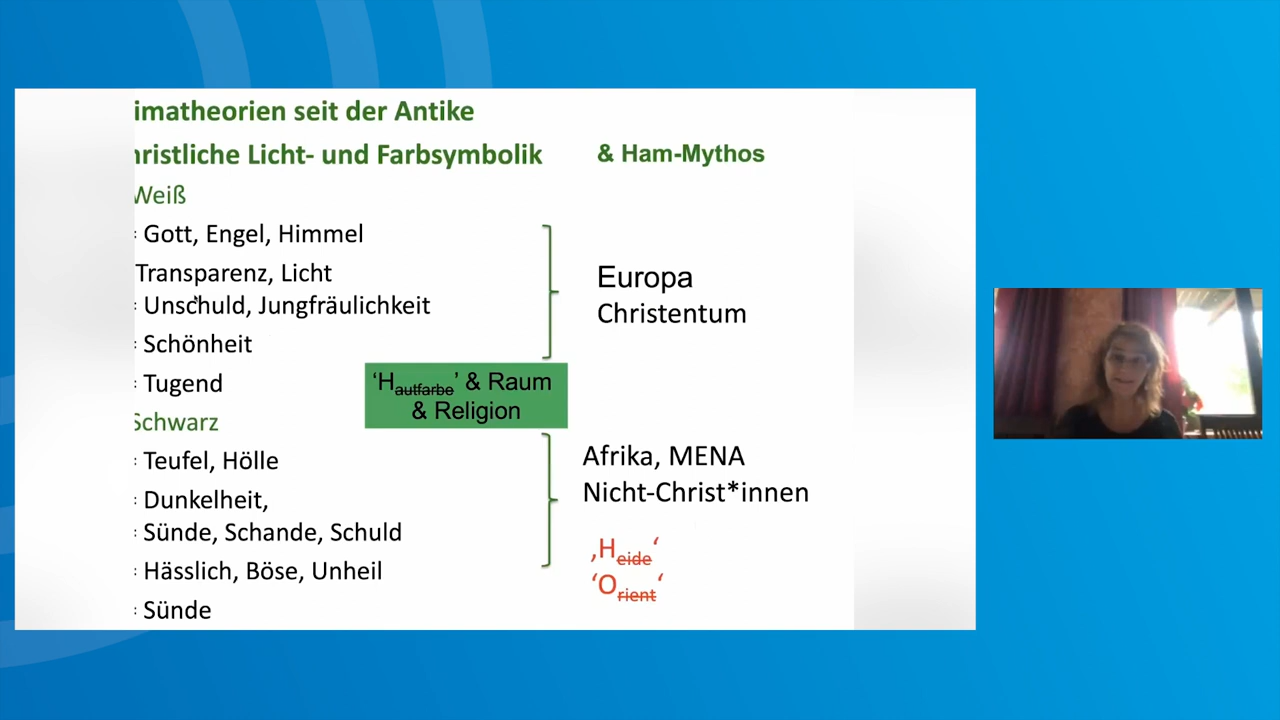 imatheorien seit der Antike
hristliche Licht- und Farbsymbolik & Ham-Mythos
Weiß
: Gott, Engel, Himmel
Transparenz, Licht
: Unschuld, Jungfräulichkeit
Europa
Christentum
: Schönheit
: Tugend
‘Hautfarbe’ & Raum
& Religion
Schwarz
: Teufel, Hölle
: Dunkelheit,
: Sünde, Schande, Schuld
: Hässlich, Böse, Unheil
: Sünde
Afrika, MENA
Nicht-Christ*innen
‚Heide‘
‘Orient‘